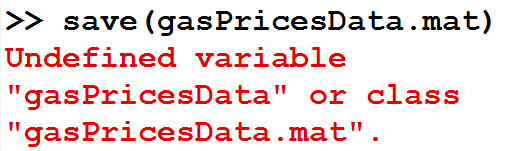 >> save(gasPricesData.mat)
Undefined variable
"gasPricesData" or class
"gasPricesData.mat".